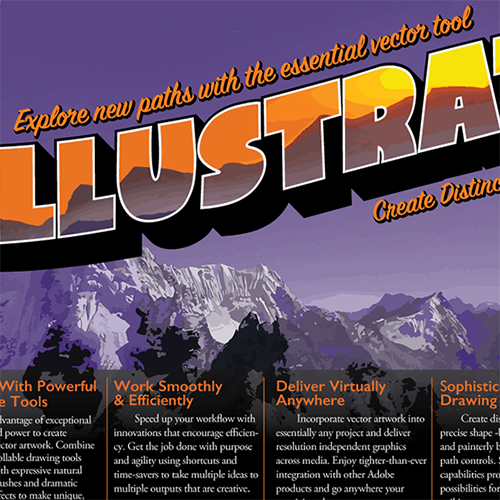 Explore new paths with the essential vector tool
LLUSTRA
Create Distinc
With Powerful
e Tools
dvantage of exceptional
d power to create
ctor artwork. Combine
ollable drawing tools
th expressive natural
ushes and dramatic
ects to make unique,
Work Smoothly
& Efficiently
Speed up your workflow with
innovations that encourage efficien-
cy. Get the job done with purpose
and agility using shortcuts and
time-savers to take multiple ideas to
multiple outputs that are creative.
Deliver Virtually
Anywhere
Incorporate vector artwork into
essentially any project and deliver
resolution independent graphics
across media. Enjoy tighter-than-ever
integration with other Adobe
products and go anywhere your
Sophistic
Drawing
Create dis
precise shape -b
and painterly b
path controls.
capabilities pro
possibilities fr